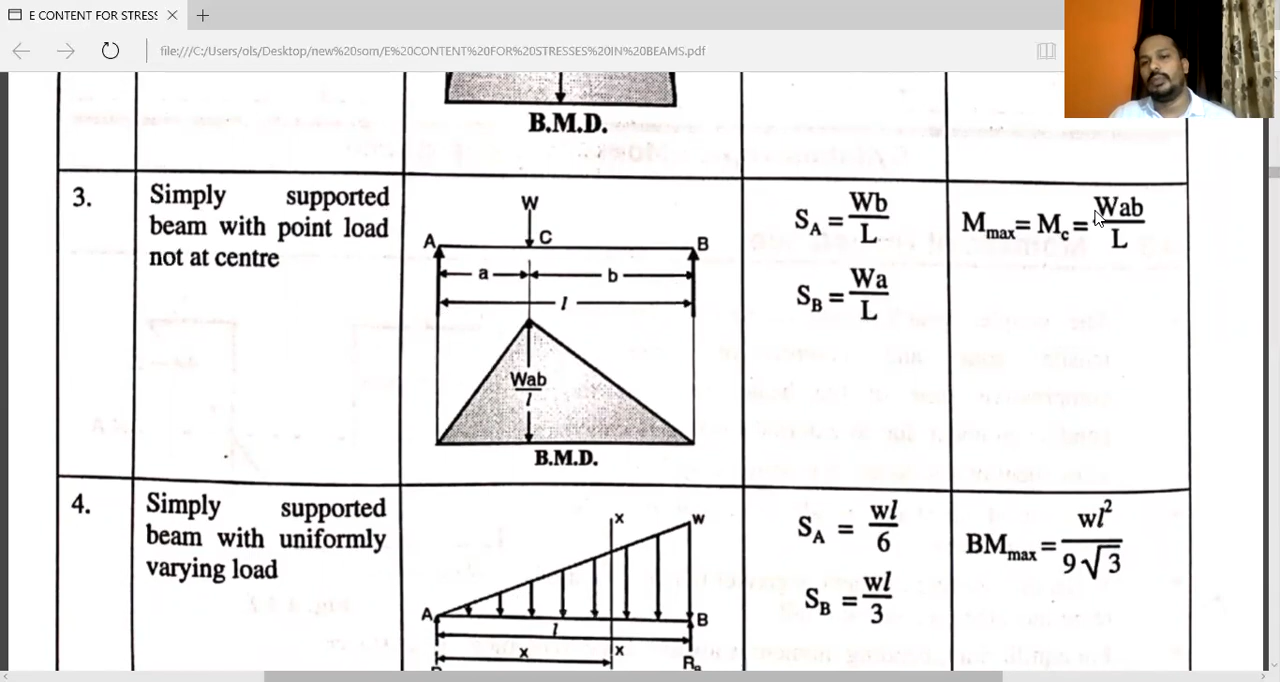 E CONTENT FOR STRESS
file:///C:/Users/ols/Desktop/new%20som/E%20CONTENT%20FOR%20STRESSES%20IN%20BEAMS.pdf
B.M.D.
3.
Simply supported
beam with point load
not at centre
W
A
C
B
a
b
l
Wab
l
B.M.D.
S_A = Wb/L
S_B = Wa/L
M_max = M_c = Wab/L
4.
Simply supported
beam with uniformly
varying load
x
w
A
B
l
x
x
R_B
S_A = wl/6
S_B = wl/3
BM_max = wl²/9√3